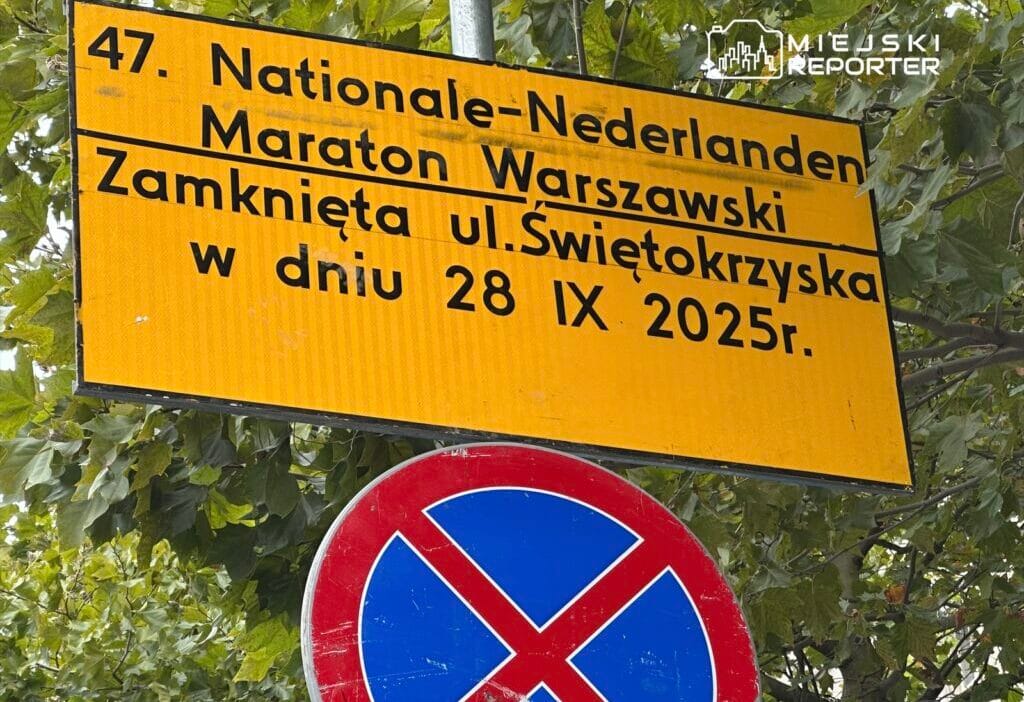 MIEJSKI
REPORTER
47. Nationale-Nederlanden
Maraton Warszawski
Zamknięta ul.Świętokrzyska
w dniu 28 IX 2025r.